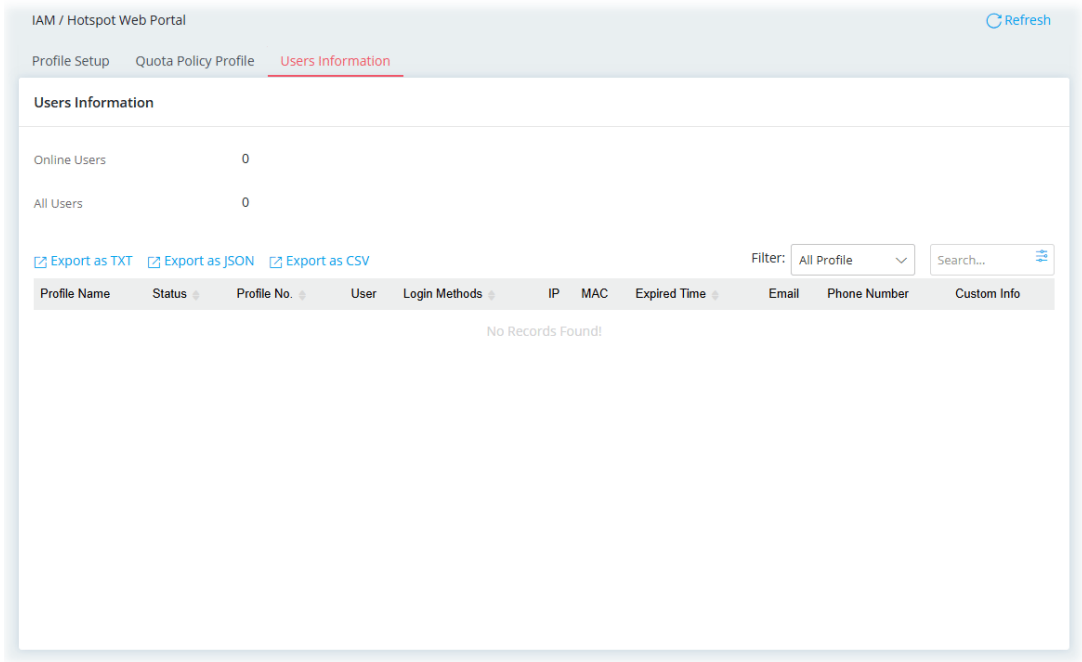 IAM / Hotspot Web Portal Refresh
Profile Setup Quota Policy Profile Users Information
Users Information
Online Users 0
All Users 0
Export as TXT Export as JSON Export as CSV Filter: All Profile Search...
Profile Name Status Profile No. User Login Methods IP MAC Expired Time Email Phone Number Custom Info
No Records Found!